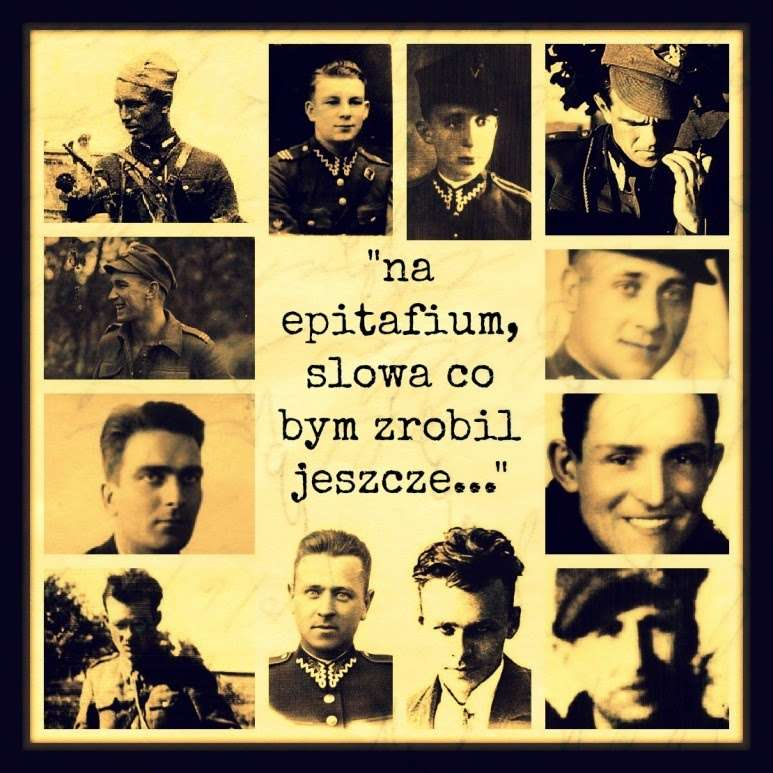 "na
epitafium,
slowa co
bym zrobil
jeszcze..."